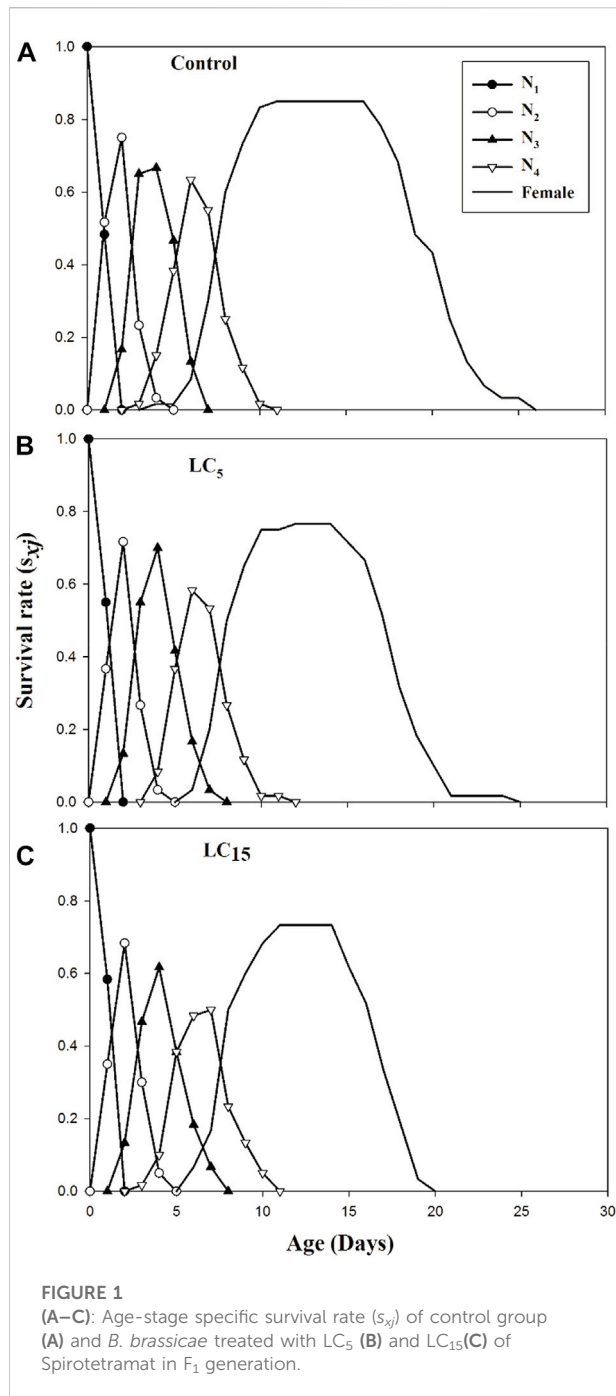 A
Control
N₁
N₂
N₃
N₄
Female
1.0
0.8
0.6
0.4
0.2
0.0
B
LC₅
1.0
0.8
0.6
0.4
0.2
0.0
Survival rate (sxj)
C
LC15
1.0
0.8
0.6
0.4
0.2
0.0
0 5 10 15 20 25 30
Age (Days)
FIGURE 1
(A–C): Age-stage specific survival rate (sxj) of control group
(A) and B. brassicae treated with LC₅ (B) and LC₁₅(C) of
Spirotetramat in F₁ generation.